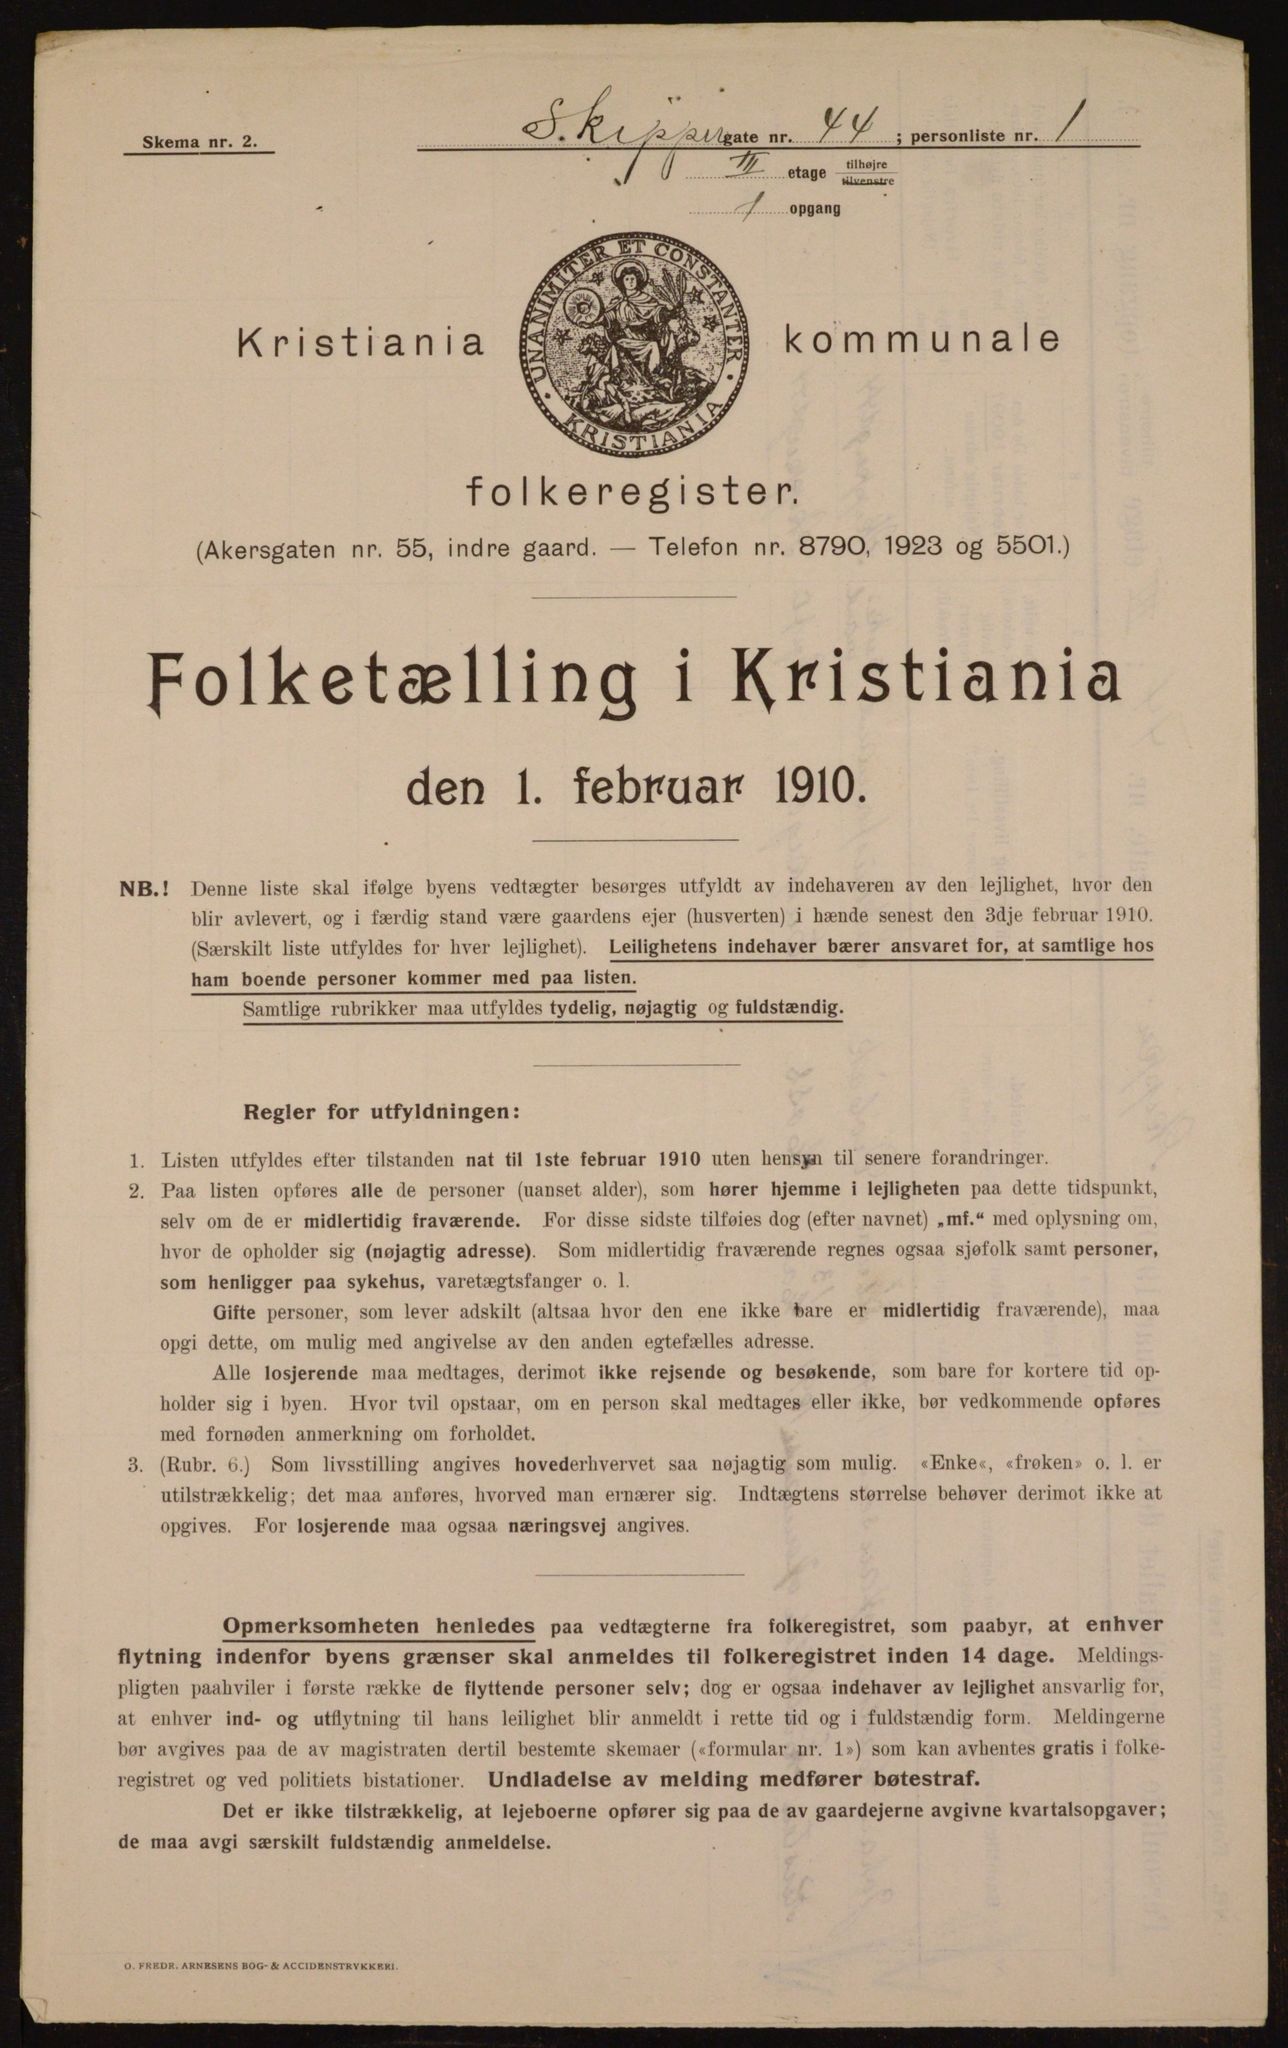 Skema nr. 2.
Skippergate nr. 44 ; personliste nr. 1
III etage tilhøjre
tilvenstre
1 opgang
UNANIMITER ET CONSTANTER
KRISTIANIA
Kristiania kommunale
folkeregister.
(Akersgaten nr. 55, indre gaard. — Telefon nr. 8790, 1923 og 5501.)
Folketælling i Kristiania
den 1. februar 1910.
NB.! Denne liste skal ifølge byens vedtægter besørges utfyldt av indehaveren av den lejlighet, hvor den
blir avlevert, og i færdig stand være gaardens ejer (husverten) i hænde senest den 3dje februar 1910.
(Særskilt liste utfyldes for hver lejlighet). Leilighetens indehaver bærer ansvaret for, at samtlige hos
ham boende personer kommer med paa listen.
Samtlige rubrikker maa utfyldes tydelig, nøjagtig og fuldstændig.
Regler for utfyldningen:
1. Listen utfyldes efter tilstanden nat til 1ste februar 1910 uten hensyn til senere forandringer.
2. Paa listen opføres alle de personer (uanset alder), som hører hjemme i lejligheten paa dette tidspunkt,
selv om de er midlertidig fraværende. For disse sidste tilføies dog (efter navnet) „mf.“ med oplysning om,
hvor de opholder sig (nøjagtig adresse). Som midlertidig fraværende regnes ogsaa sjøfolk samt personer,
som henligger paa sykehus, varetægtsfanger o. l.
Gifte personer, som lever adskilt (altsaa hvor den ene ikke bare er midlertidig fraværende), maa
opgi dette, om mulig med angivelse av den anden egtefælles adresse.
Alle losjerende maa medtages, derimot ikke rejsende og besøkende, som bare for kortere tid op-
holder sig i byen. Hvor tvil opstaar, om en person skal medtages eller ikke, bør vedkommende opføres
med fornøden anmerkning om forholdet.
3. (Rubr. 6.) Som livsstilling angives hovederhvervet saa nøjagtig som mulig. «Enke«, «frøken» o. l. er
utilstrækkelig; det maa anføres, hvorved man ernærer sig. Indtægtens størrelse behøver derimot ikke at
opgives. For losjerende maa ogsaa næringsvej angives.
Opmerksomheten henledes paa vedtægterne fra folkeregistret, som paabyr, at enhver
flytning indenfor byens grænser skal anmeldes til folkeregistret inden 14 dage. Meldings-
pligten paahviler i første række de flyttende personer selv; dog er ogsaa indehaver av lejlighet ansvarlig for,
at enhver ind- og utflytning til hans leilighet blir anmeldt i rette tid og i fuldstændig form. Meldingerne
bør avgives paa de av magistraten dertil bestemte skemaer («formular nr. 1») som kan avhentes gratis i folke-
registret og ved politiets bistationer. Undladelse av melding medfører bøtestraf.
Det er ikke tilstrækkelig, at lejeboerne opfører sig paa de av gaardejerne avgivne kvartalsopgaver;
de maa avgi særskilt fuldstændig anmeldelse.
O. FREDR. ARNESENS BOG- & ACCIDENSTRYKKERI.